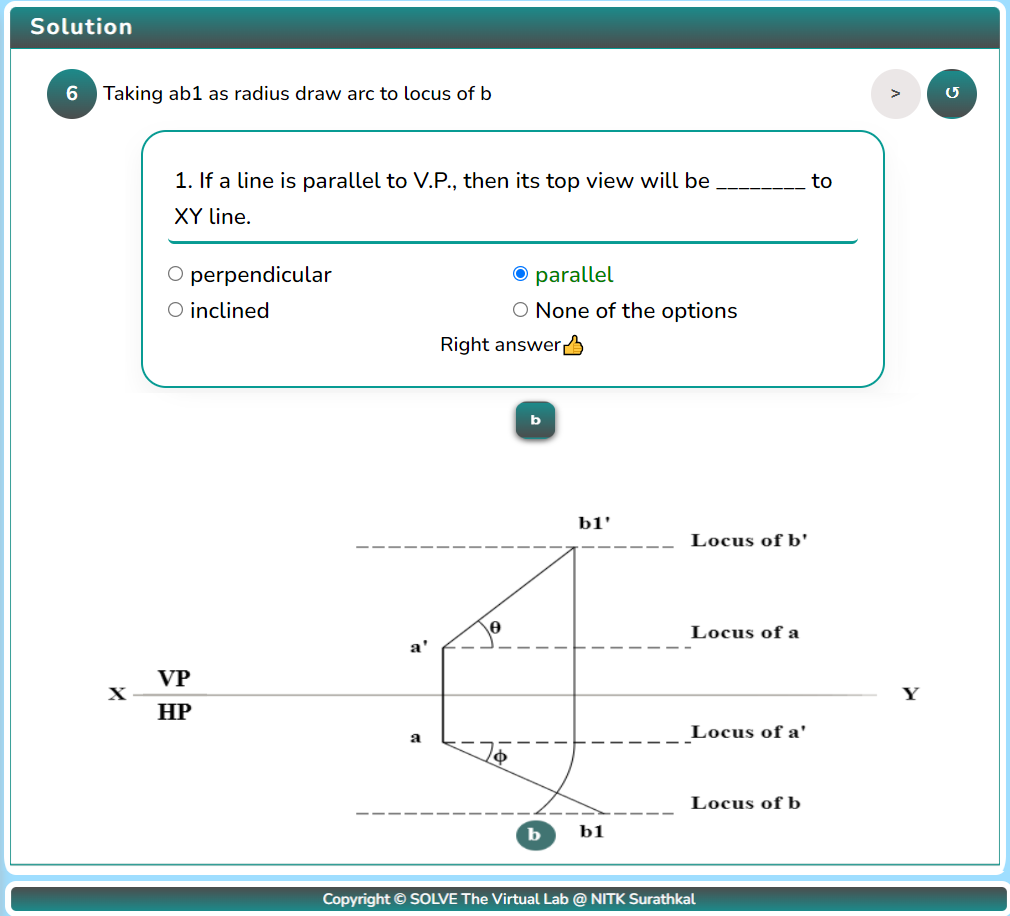 Solution
6 Taking ab1 as radius draw arc to locus of b
>
↺
1. If a line is parallel to V.P., then its top view will be ________ to
XY line.
perpendicular
parallel
inclined
None of the options
Right answer👍
b
b1'
Locus of b'
θ
Locus of a
a'
VP
X
Y
HP
a
Locus of a'
ϕ
Locus of b
b
b1
Copyright © SOLVE The Virtual Lab @ NITK Surathkal